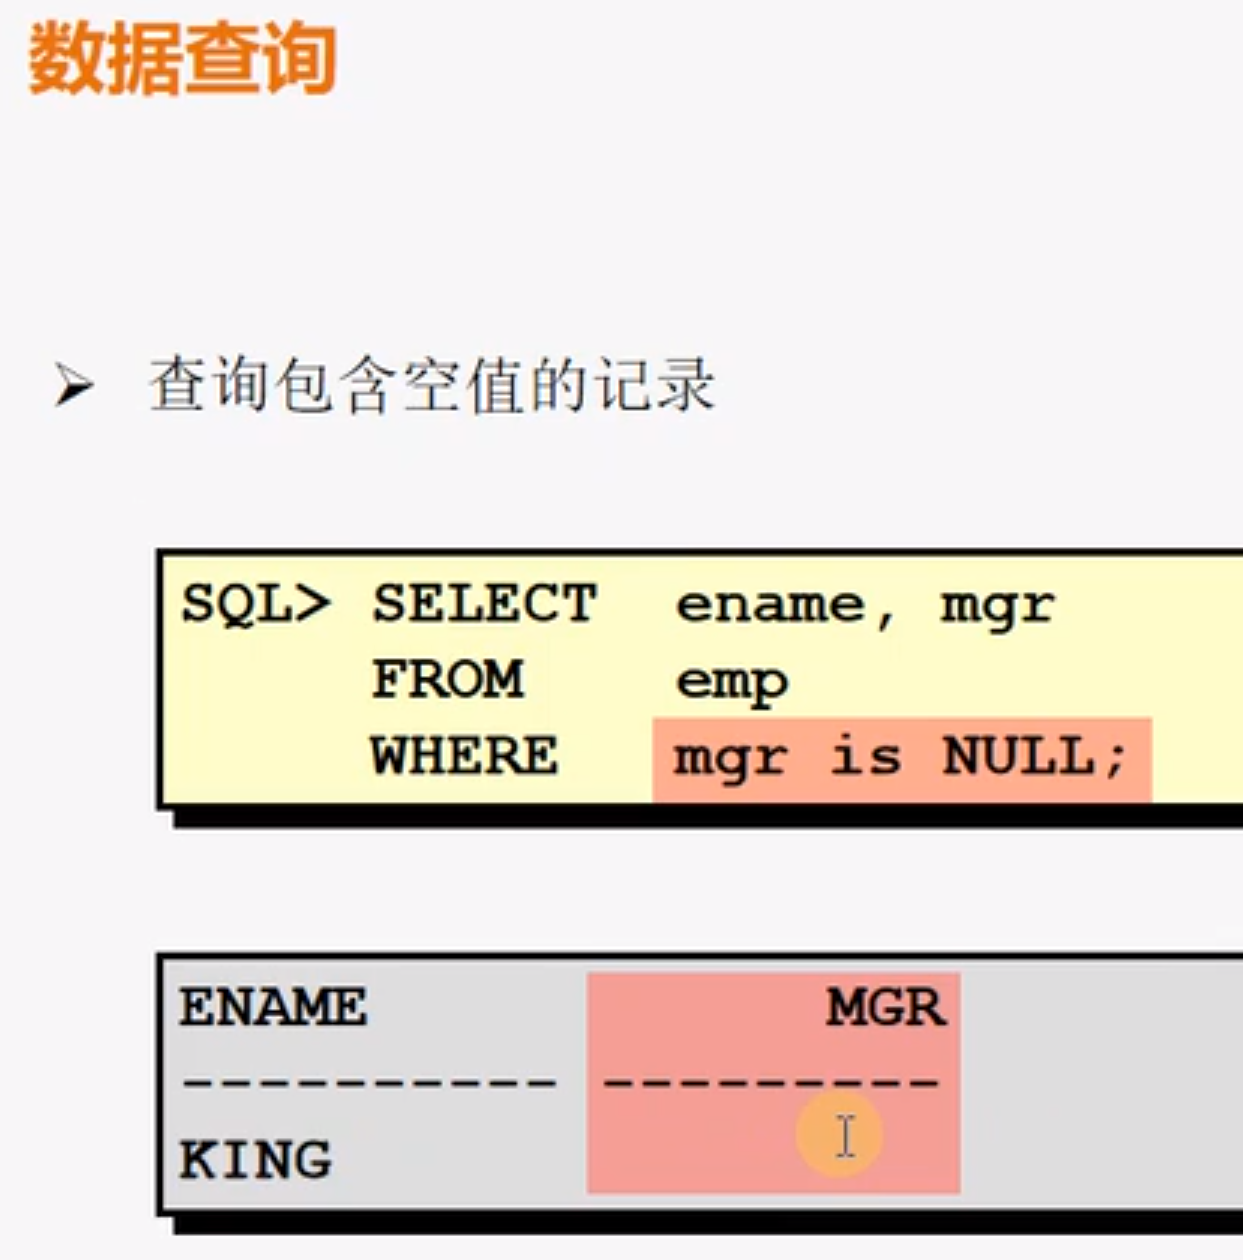 数据查询
查询包含空值的记录
SQL> SELECT ename, mgr
FROM emp
WHERE mgr is NULL;
ENAME MGR
---------- ---------
KING